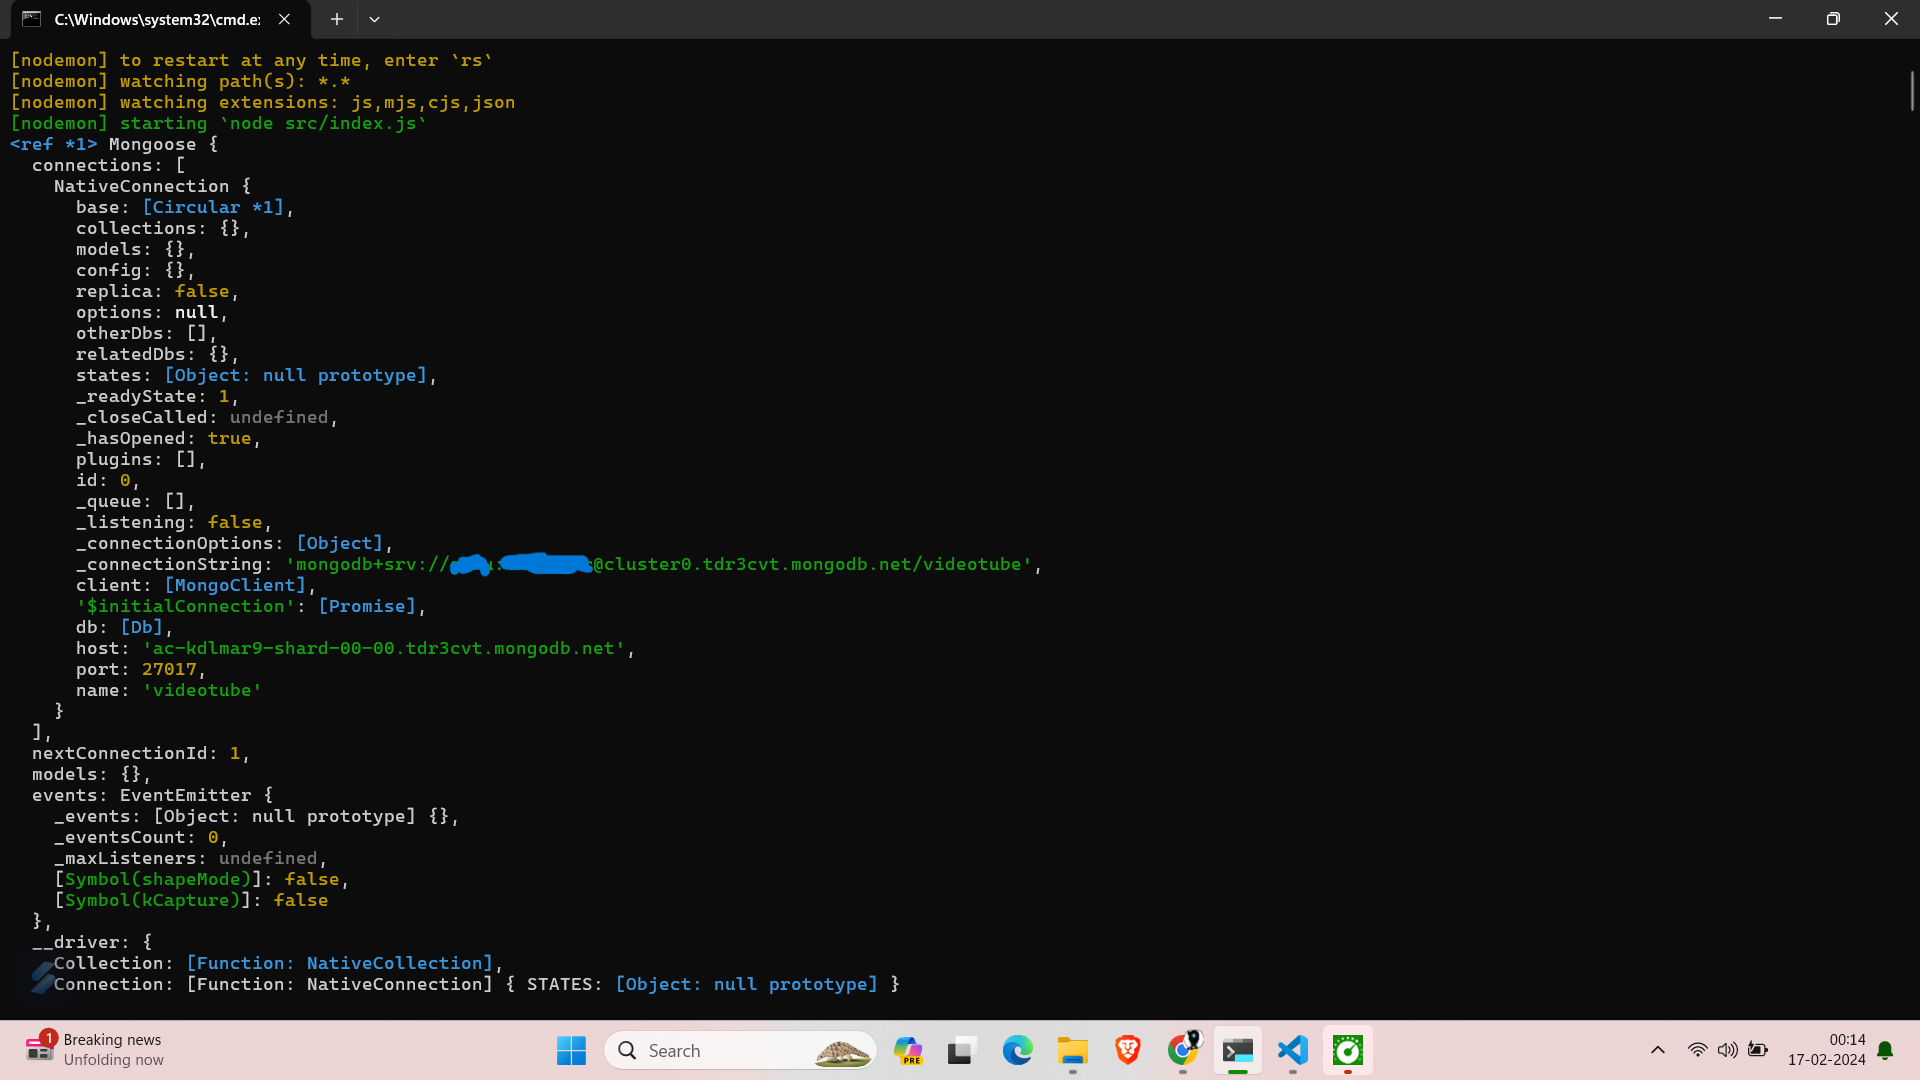 C:\Windows\system32\cmd.e
[nodemon] to restart at any time, enter `rs`
[nodemon] watching path(s): *.*
[nodemon] watching extensions: js,mjs,cjs,json
[nodemon] starting `node src/index.js`
<ref *1> Mongoose {
  connections: [
    NativeConnection {
      base: [Circular *1],
      collections: {},
      models: {},
      config: {},
      replica: false,
      options: null,
      otherDbs: [],
      relatedDbs: {},
      states: [Object: null prototype],
      _readyState: 1,
      _closeCalled: undefined,
      _hasOpened: true,
      plugins: [],
      id: 0,
      _queue: [],
      _listening: false,
      _connectionOptions: [Object],
      _connectionString: 'mongodb+srv://:@cluster0.tdr3cvt.mongodb.net/videotube',
      client: [MongoClient],
      '$initialConnection': [Promise],
      db: [Db],
      host: 'ac-kdlmar9-shard-00-00.tdr3cvt.mongodb.net',
      port: 27017,
      name: 'videotube'
    }
  ],
  nextConnectionId: 1,
  models: {},
  events: EventEmitter {
    _events: [Object: null prototype] {},
    _eventsCount: 0,
    _maxListeners: undefined,
    [Symbol(shapeMode)]: false,
    [Symbol(kCapture)]: false
  },
  __driver: {
    Collection: [Function: NativeCollection],
    Connection: [Function: NativeConnection] { STATES: [Object: null prototype] }
1
Breaking news
Unfolding now
Search
PRE
00:14
17-02-2024